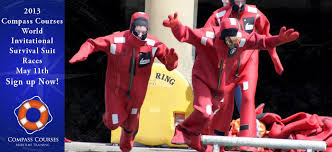 2013
Compass Courses
World
Invitational
Survival Suit
Races
May 11th
Sign up Now!
COMPASS COURSES
MARITIME TRAINING
RING